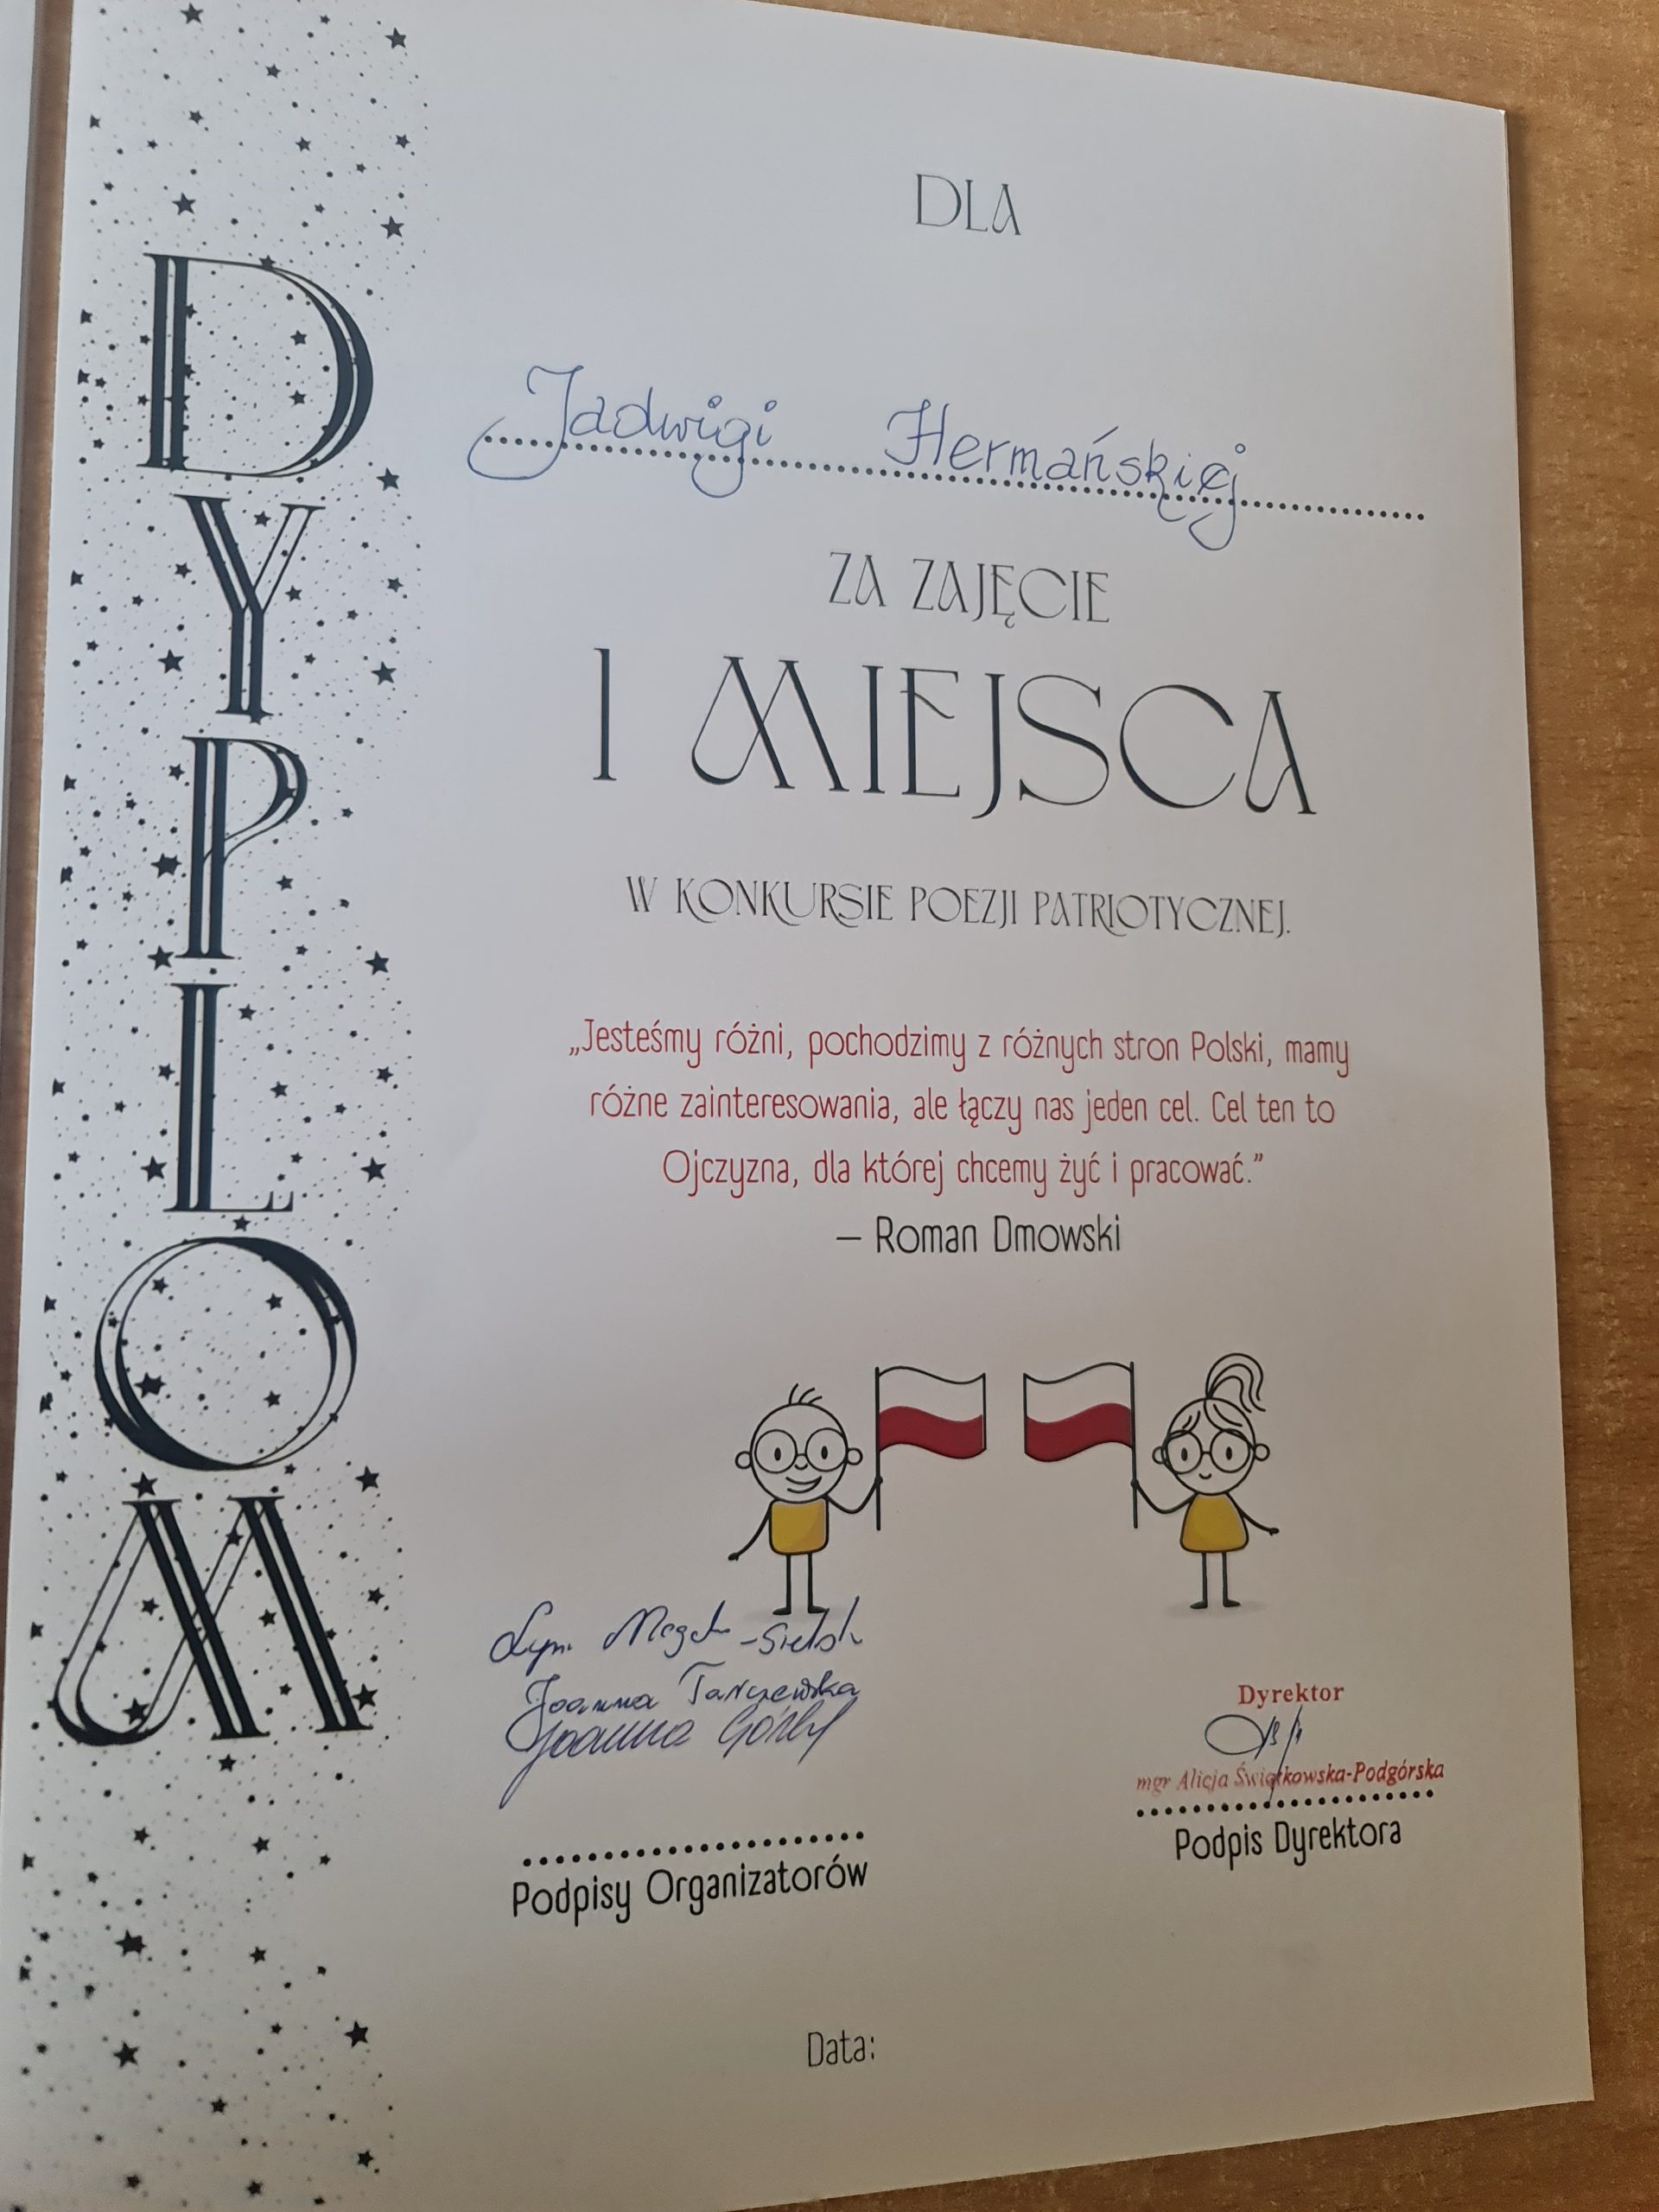 DYPLOM
DLA
Jadwigi Hermańskiej
ZA ZAJĘCIE
I MIEJSCA
W KONKURSIE POEZJI PATRIOTYCZNEJ.
„Jesteśmy różni, pochodzimy z różnych stron Polski, mamy
różne zainteresowania, ale łączy nas jeden cel. Cel ten to
Ojczyzna, dla której chcemy żyć i pracować.”
– Roman Dmowski
Joanna Tańczewska
Joanna
Podpisy Organizatorów
Dyrektor
mgr Alicja Świątkowska-Podgórska
Podpis Dyrektora
Data: